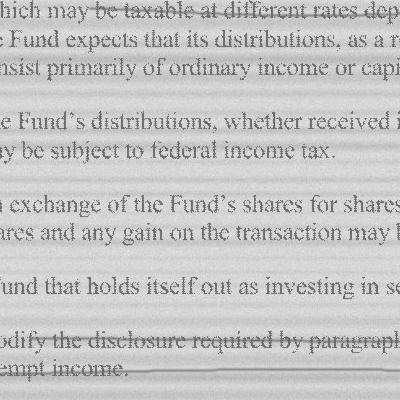 hich may be taxable at different rates dep
e Fund expects that its distributions, as a r
nsist primarily of ordinary income or capi
e Fund's distributions, whether received i
ay be subject to federal income tax.
n exchange of the Fund's shares for shares
ares and any gain on the transaction may b
Fund that holds itself out as investing in se
odify the disclosure required by paragraph
empt income.